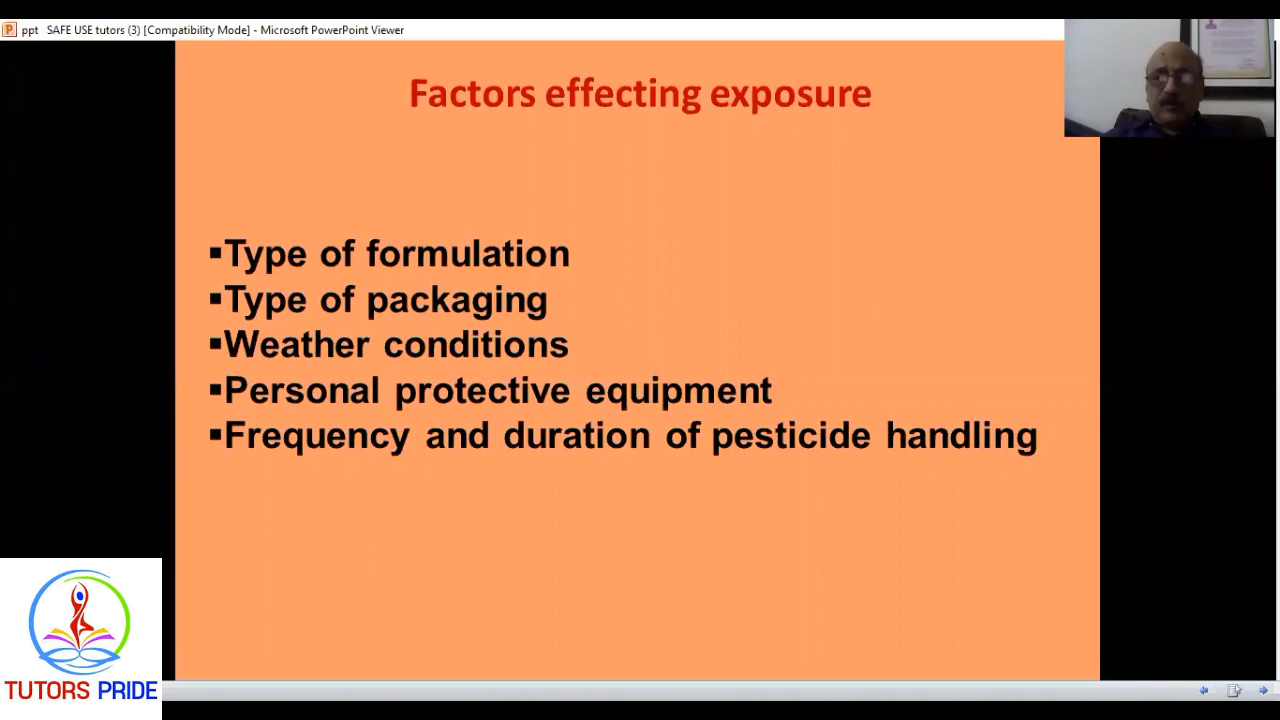 ppt SAFE USE tutors (3) [Compatibility Mode] - Microsoft PowerPoint Viewer
Factors effecting exposure
▪Type of formulation
▪Type of packaging
▪Weather conditions
▪Personal protective equipment
▪Frequency and duration of pesticide handling
TUTORS PRIDE